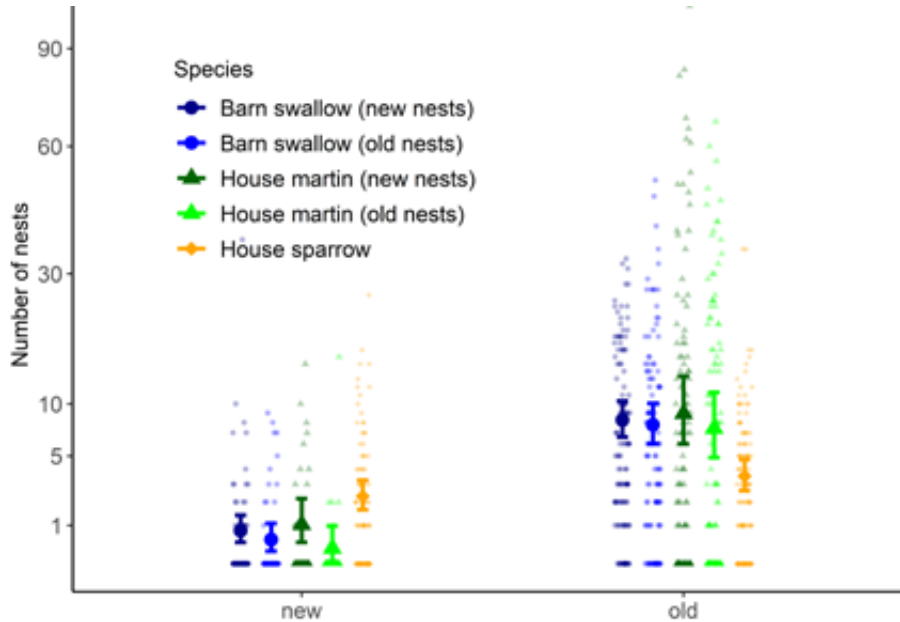 Number of nests
90
60
30
10
5
1
Species
Barn swallow (new nests)
Barn swallow (old nests)
House martin (new nests)
House martin (old nests)
House sparrow
new
old